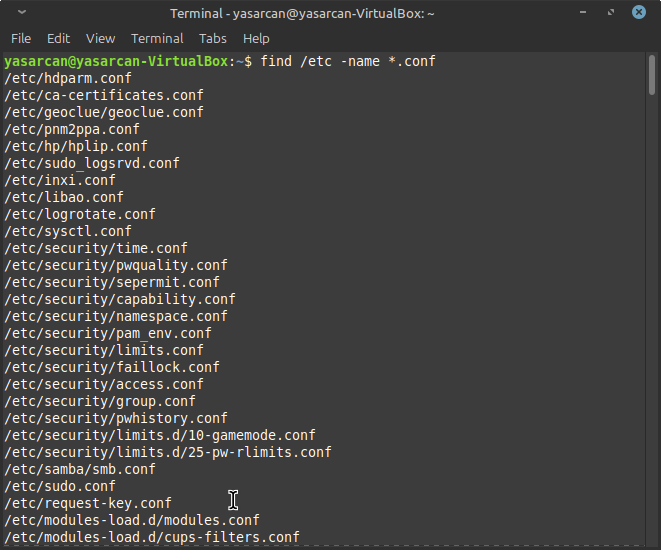 Terminal - yasarcan@yasarcan-VirtualBox: ~
File Edit View Terminal Tabs Help
yasarcan@yasarcan-VirtualBox:~$ find /etc -name *.conf
/etc/hdparm.conf
/etc/ca-certificates.conf
/etc/geoclue/geoclue.conf
/etc/pnm2ppa.conf
/etc/hp/hplip.conf
/etc/sudo_logsrvd.conf
/etc/inxi.conf
/etc/libao.conf
/etc/logrotate.conf
/etc/sysctl.conf
/etc/security/time.conf
/etc/security/pwquality.conf
/etc/security/sepermit.conf
/etc/security/capability.conf
/etc/security/namespace.conf
/etc/security/pam_env.conf
/etc/security/limits.conf
/etc/security/faillock.conf
/etc/security/access.conf
/etc/security/group.conf
/etc/security/pwhistory.conf
/etc/security/limits.d/10-gamemode.conf
/etc/security/limits.d/25-pw-rlimits.conf
/etc/samba/smb.conf
/etc/sudo.conf
/etc/request-key.conf
/etc/modules-load.d/modules.conf
/etc/modules-load.d/cups-filters.conf